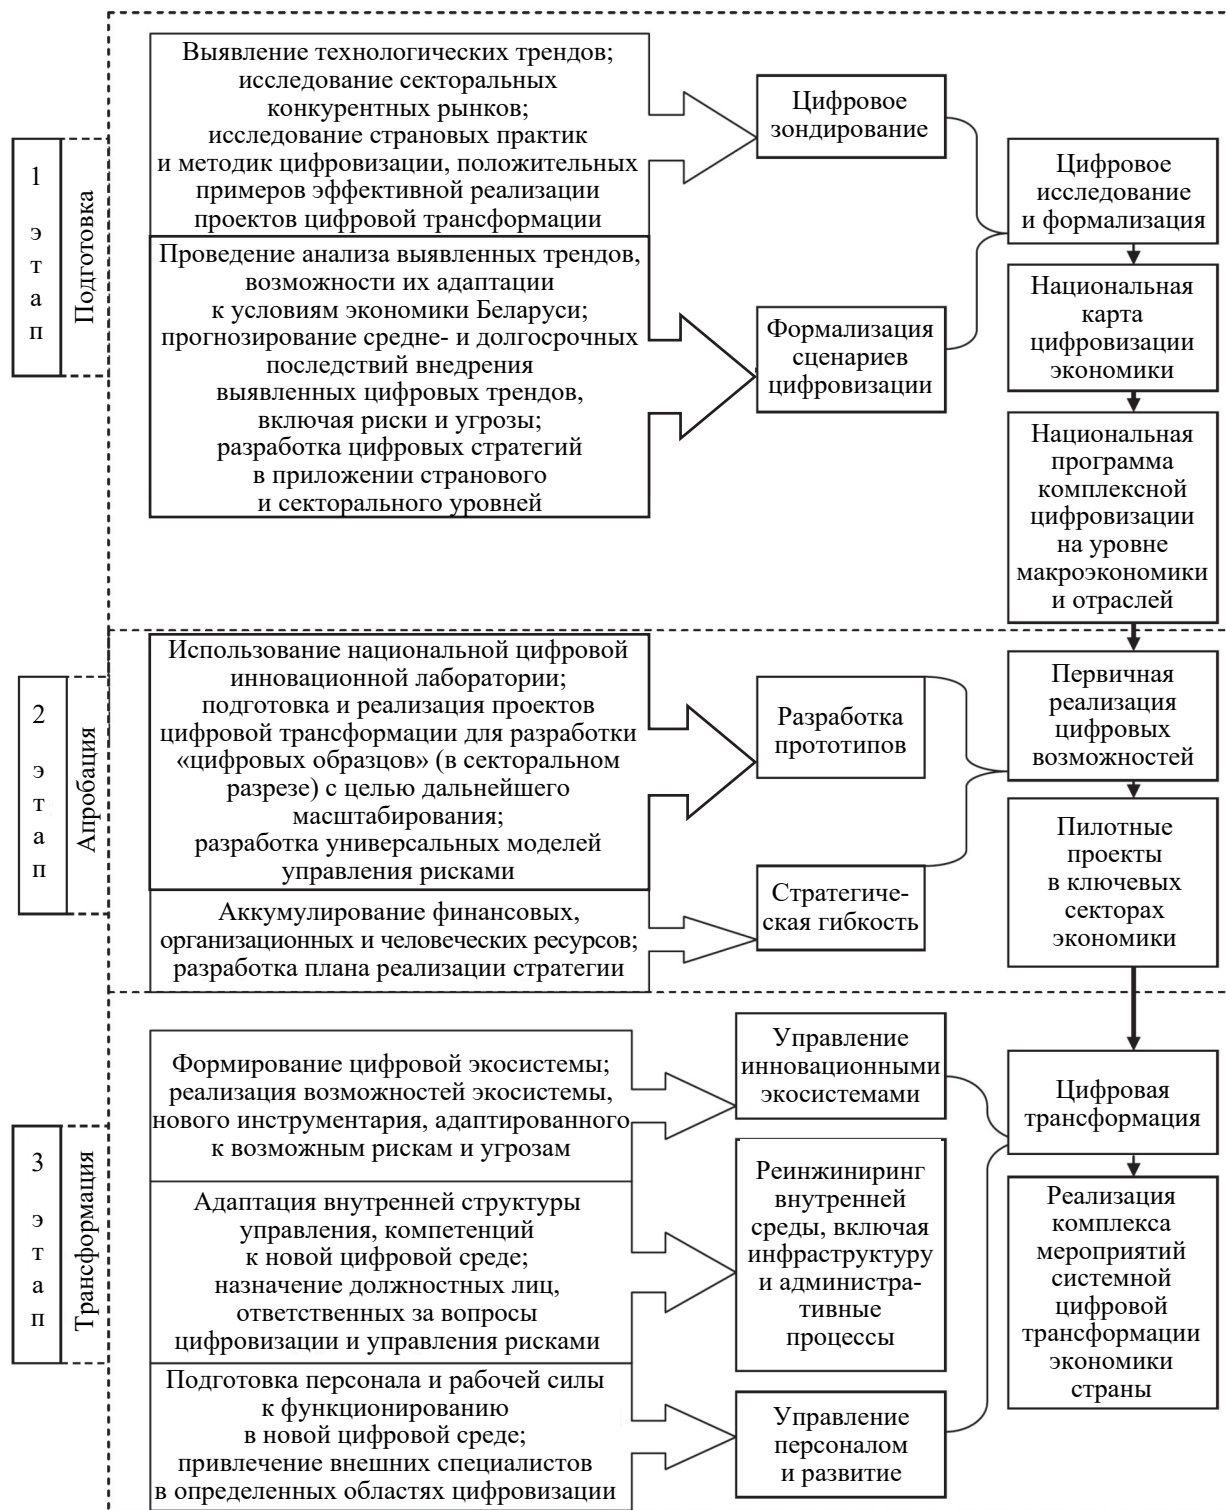 1
э
т
а
п
Подготовка
Выявление технологических трендов;
исследование секторальных
конкурентных рынков;
исследование страновых практик
и методик цифровизации, положительных
примеров эффективной реализации
проектов цифровой трансформации
Цифровое
зондирование
Проведение анализа выявленных трендов,
возможности их адаптации
к условиям экономики Беларуси;
прогнозирование средне- и долгосрочных
последствий внедрения
выявленных цифровых трендов,
включая риски и угрозы;
разработка цифровых стратегий
в приложении странового
и секторального уровней
Формализация
сценариев
цифровизации
Цифровое
исследование
и формализация
Национальная
карта
цифровизации
экономики
Национальная
программа
комплексной
цифровизации
на уровне
макроэкономики
и отраслей
2
э
т
а
п
Апробация
Использование национальной цифровой
инновационной лаборатории;
подготовка и реализация проектов
цифровой трансформации для разработки
«цифровых образцов» (в секторальном
разрезе) с целью дальнейшего
масштабирования;
разработка универсальных моделей
управления рисками
Разработка
прототипов
Аккумулирование финансовых,
организационных и человеческих ресурсов;
разработка плана реализации стратегии
Стратегиче-
ская гибкость
Первичная
реализация
цифровых
возможностей
Пилотные
проекты
в ключевых
секторах
экономики
3
э
т
а
п
Трансформация
Формирование цифровой экосистемы;
реализация возможностей экосистемы,
нового инструментария, адаптированного
к возможным рискам и угрозам
Управление
инновационными
экосистемами
Адаптация внутренней структуры
управления, компетенций
к новой цифровой среде;
назначение должностных лиц,
ответственных за вопросы
цифровизации и управления рисками
Реинжиниринг
внутренней
среды, включая
инфраструктуру
и администра-
тивные
процессы
Подготовка персонала и рабочей силы
к функционированию
в новой цифровой среде;
привлечение внешних специалистов
в определенных областях цифровизации
Управление
персоналом
и развитие
Цифровая
трансформация
Реализация
комплекса
мероприятий
системной
цифровой
трансформации
экономики
страны